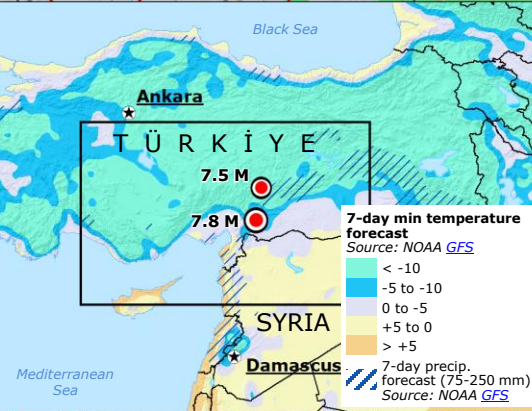 Black Sea
Ankara
TÜRKİYE
7.5 M
7.8 M
7-day min temperature
forecast
Source: NOAA GFS
< -10
-5 to -10
0 to -5
+5 to 0
> +5
7-day precip.
forecast (75-250 mm)
Source: NOAA GFS
SYRIA
Damascus
Mediterranean
Sea